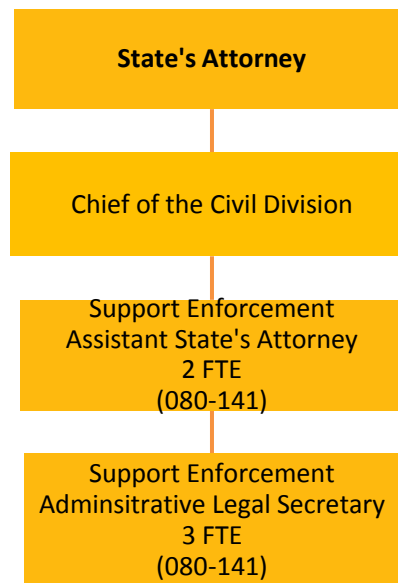 State's Attorney
Chief of the Civil Division
Support Enforcement
Assistant State's Attorney
2 FTE
(080-141)
Support Enforcement
Adminsitrative Legal Secretary
3 FTE
(080-141)